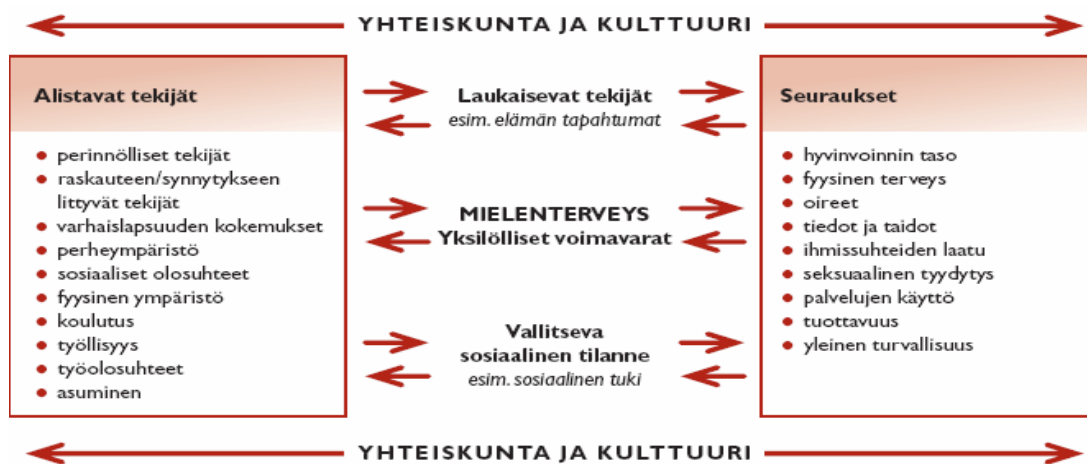 YHTEISKUNTA JA KULTTUURI
Alistavat tekijät
• perinnölliset tekijät
• raskauteen/synnytykseen
littyvät tekijät
• varhaislapsuuden kokemukset
• perheympäristö
• sosiaaliset olosuhteet
• fyysinen ympäristö
• koulutus
• työllisyys
• työolosuhteet
• asuminen
Laukaisevat tekijät
esim. elämän tapahtumat
MIELENTERVEYS
Yksilölliset voimavarat
Vallitseva
sosiaalinen tilanne
esim. sosiaalinen tuki
Seuraukset
• hyvinvoinnin taso
• fyysinen terveys
• oireet
• tiedot ja taidot
• ihmissuhteiden laatu
• seksuaalinen tyydytys
• palvelujen käyttö
• tuottavuus
• yleinen turvallisuus
YHTEISKUNTA JA KULTTUURI